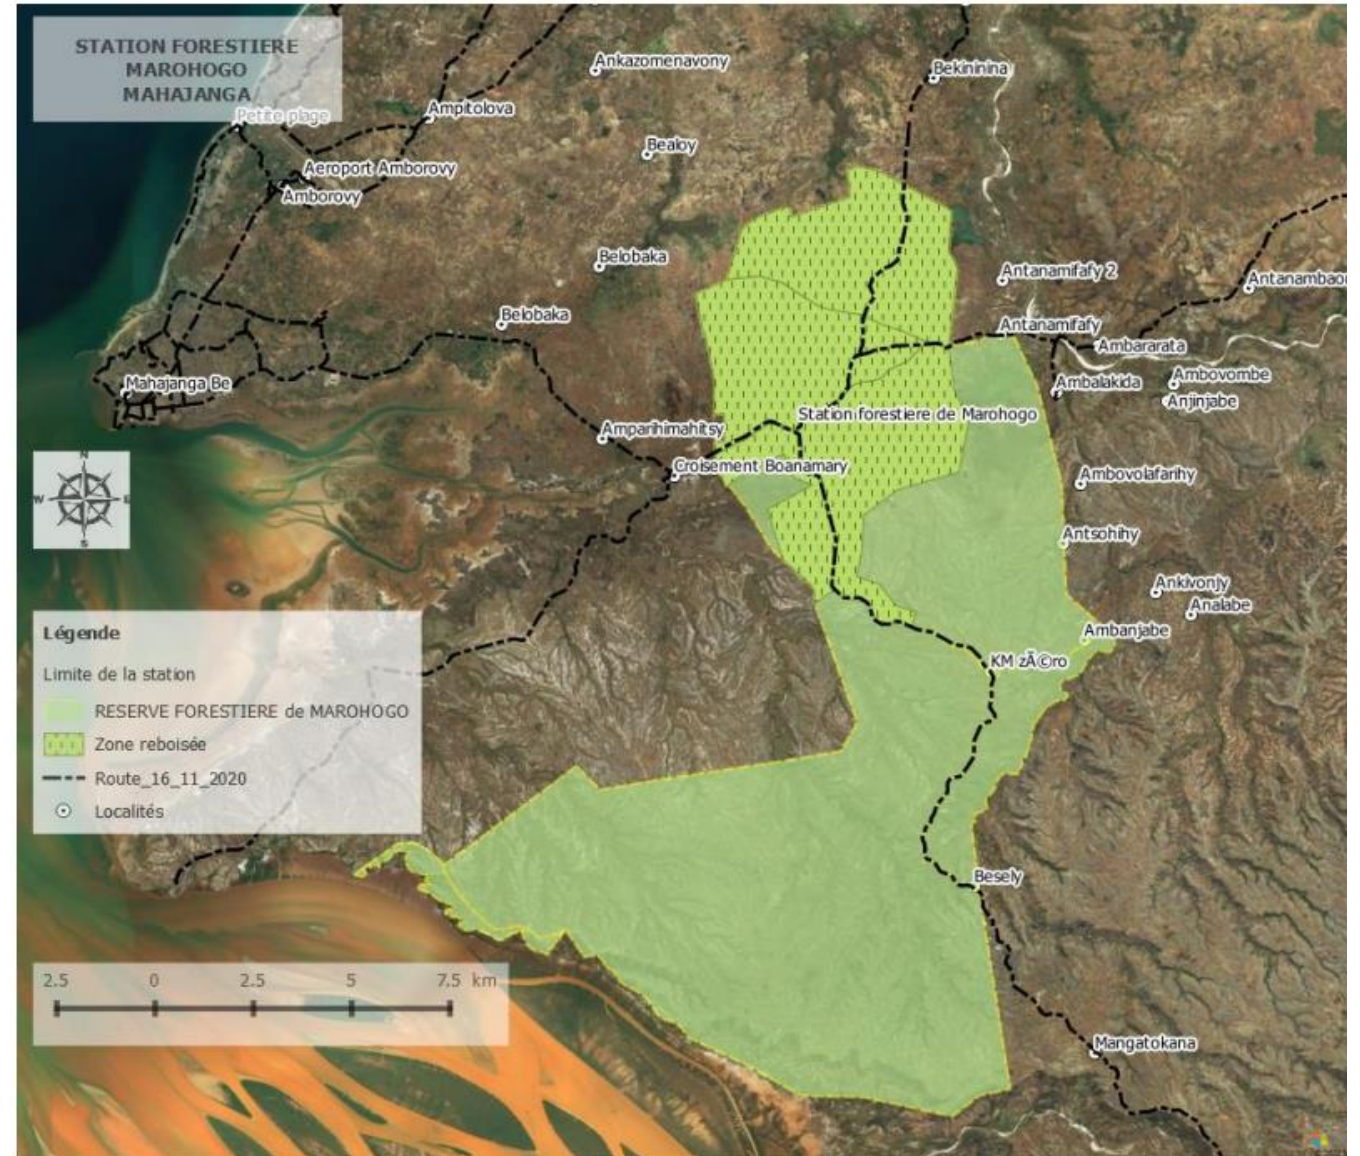 STATION FORESTIERE
MAROHOGO
MAHAJANGA
Ankazomenavony
Bekininina
Ampitolova
Petite plage
Bealoy
Aeroport Amborovy
Amborovy
Belobaka
Antanamifafy 2
Antanambaou
Belobaka
Antanamifafy
Ambararata
Mahajanga Be
Ambalakida
Ambovombe
Anjinjabe
Station forestiere de Marohogo
Amparihimahitsy
N
Croisement Boanamary
Ambovolafarihy
W
E
S
Antsohihy
Ankivonjy
Analabe
Légende
Ambanjabe
KM zÃ©ro
Limite de la station
RESERVE FORESTIERE de MAROHOGO
Zone reboisée
Route_16_11_2020
Localités
Besely
2.5 0 2.5 5 7.5 km
Mangatokana